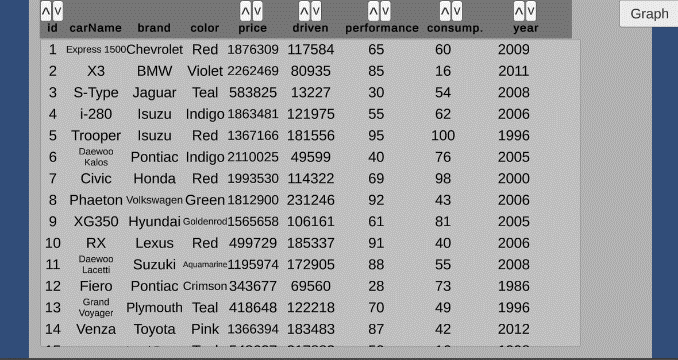 Λ V Λ V Λ V Λ V Λ V Λ V
Graph
id carName brand color price driven performance consump. year
1 Express 1500 Chevrolet Red 1876309 117584 65 60 2009
2 X3 BMW Violet 2262469 80935 85 16 2011
3 S-Type Jaguar Teal 583825 13227 30 54 2008
4 i-280 Isuzu Indigo 1863481 121975 55 62 2006
5 Trooper Isuzu Red 1367166 181556 95 100 1996
6 Daewoo Kalos Pontiac Indigo 2110025 49599 40 76 2005
7 Civic Honda Red 1993530 114322 69 98 2000
8 Phaeton Volkswagen Green 1812900 231246 92 43 2006
9 XG350 Hyundai Goldenrod 1565658 106161 61 81 2005
10 RX Lexus Red 499729 185337 91 40 2006
11 Daewoo Lacetti Suzuki Aquamarine 1195974 172905 88 55 2008
12 Fiero Pontiac Crimson 343677 69560 28 73 1986
13 Grand Voyager Plymouth Teal 418648 122218 70 49 1996
14 Venza Toyota Pink 1366394 183483 87 42 2012